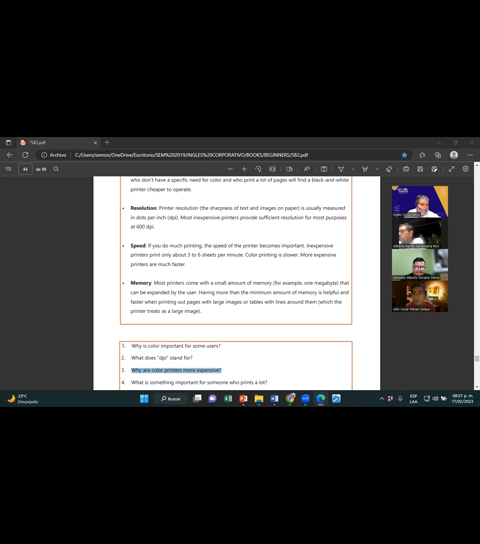 *SB2.pdf
Archivo | C:/Users/semon/OneDrive/Escritorio/SEM%202019/INGLES%20CORPORATIVO/BOOKS/BEGINNERS/SB2.pdf
44 de 49
who don't have a specific need for color and who print a lot of pages will find a black-and-white
printer cheaper to operate.
• Resolution: Printer resolution (the sharpness of text and images on paper) is usually measured
in dots per inch (dpi). Most inexpensive printers provide sufficient resolution for most purposes
at 600 dpi.
• Speed: If you do much printing, the speed of the printer becomes important. Inexpensive
printers print only about 3 to 6 sheets per minute. Color printing is slower. More expensive
printers are much faster.
• Memory: Most printers come with a small amount of memory (for example, one megabyte) that
can be expanded by the user. Having more than the minimum amount of memory is helpful and
faster when printing out pages with large images or tables with lines around them (which the
printer treats as a large image).
1. Why is color important for some users?
2. What does "dpi" stand for?
3. Why are color printers more expensive?
4. What is something important for someone who prints a lot?
23°C
Despejado
Buscar
ESP
LAA
08:57 p. m.
17/02/2023